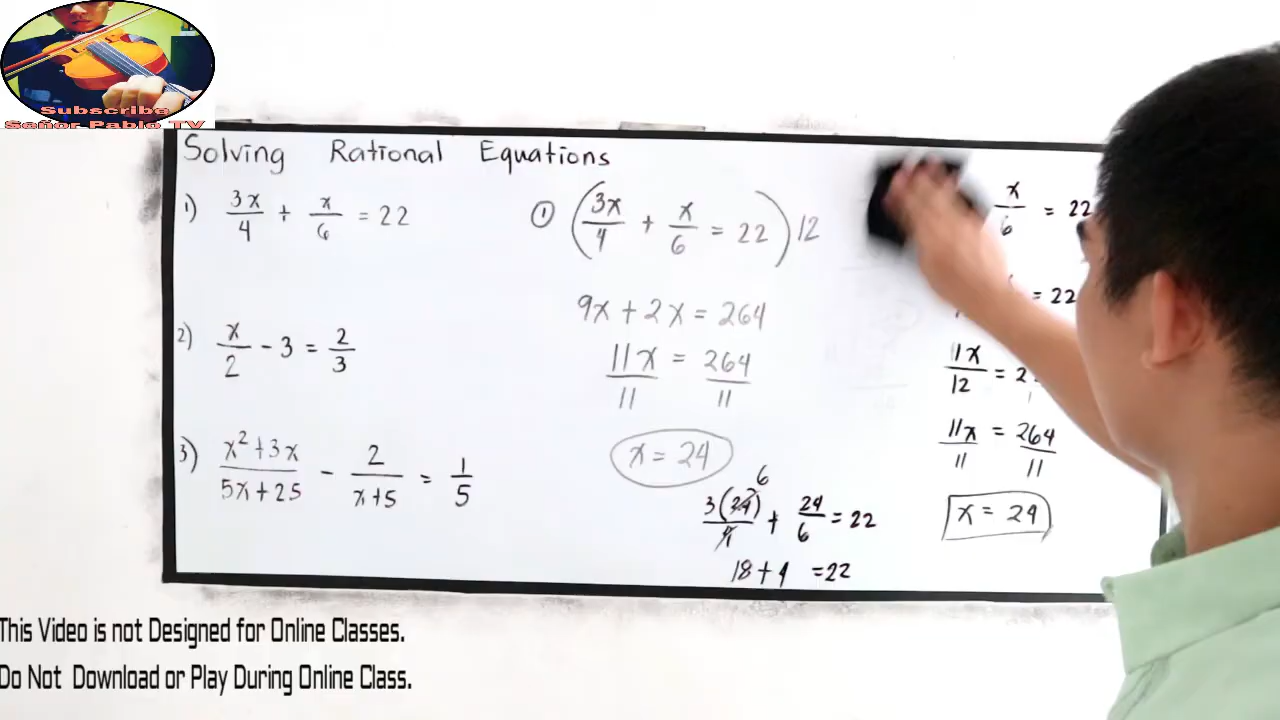 Subscribe
Señor Pablo TV
Solving Rational Equations
1) 3x/4 + x/6 = 22
2) x/2 - 3 = 2/3
3) x²+3x/5x+25 - 2/x+5 = 1/5
① (3x/4 + x/6 = 22) 12
9x + 2x = 264
11x/11 = 264/11
x = 24
6
3(24)/4 + 24/6 = 22
18 + 4 = 22
x/6 = 22
= 22
11x/12 = 2
11x/11 = 264/11
x = 24
This Video is not Designed for Online Classes.
Do Not Download or Play During Online Class.